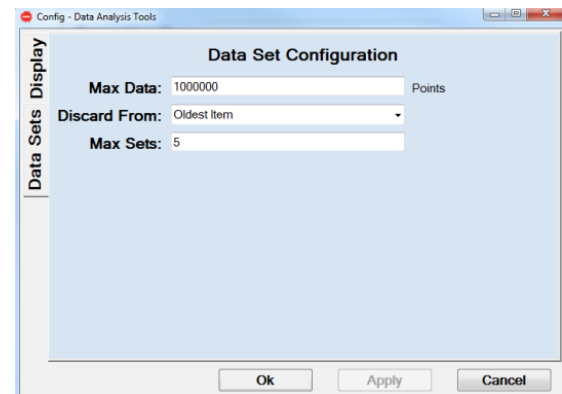 Config - Data Analysis Tools
Display
Data Sets
Data Set Configuration
Max Data: 1000000 Points
Discard From: Oldest Item
Max Sets: 5
Ok Apply Cancel